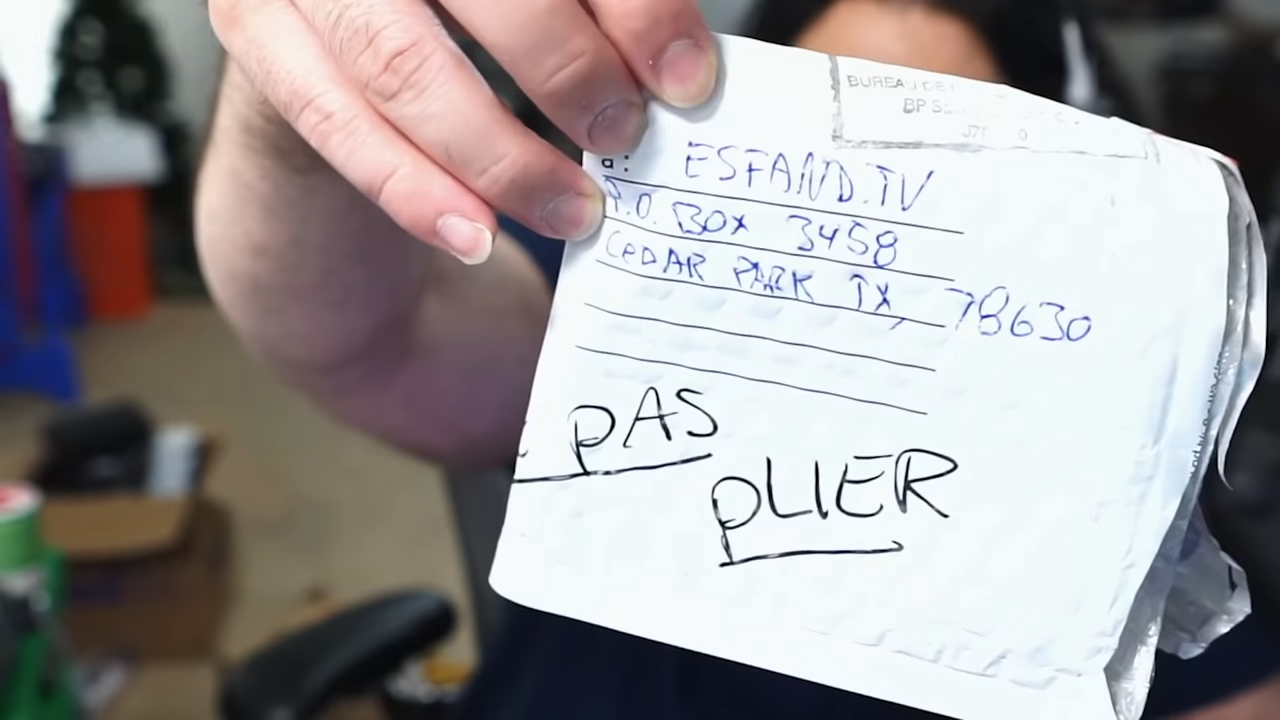 BUREAU DE
BP
a: ESFAND.TV
P.O. BOX 3458
CEDAR PARK TX, 78630
PAS
PLIER